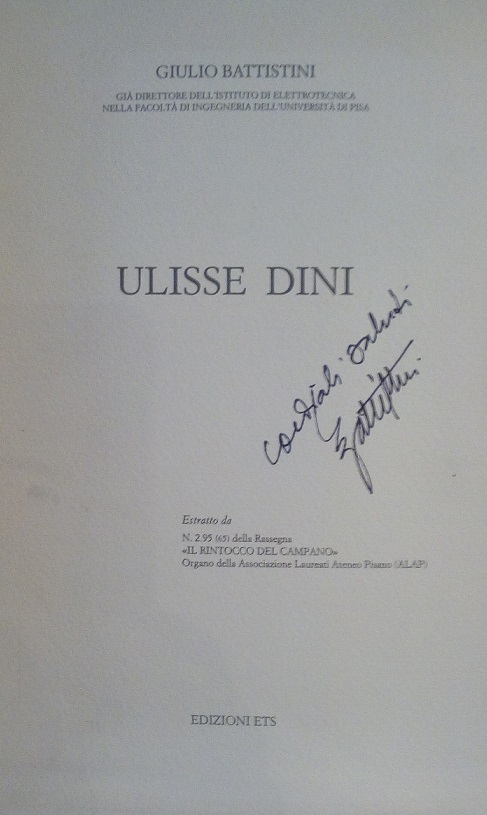 GIULIO BATTISTINI
GIÀ DIRETTORE DELL'ISTITUTO DI ELETTROTECNICA
NELLA FACOLTÀ DI INGEGNERIA DELL'UNIVERSITÀ DI PISA
ULISSE DINI
cordiali saluti
Battistini
Estratto da
N. 2.95 (65) della Rassegna
«IL RINTOCCO DEL CAMPANO»
Organo della Associazione Laureati Ateneo Pisano (ALAP)
EDIZIONI ETS